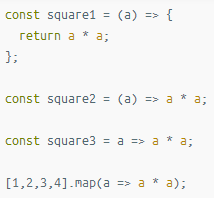 const square1 = (a) => {
  return a * a;
};

const square2 = (a) => a * a;

const square3 = a => a * a;

[1,2,3,4].map(a => a * a);